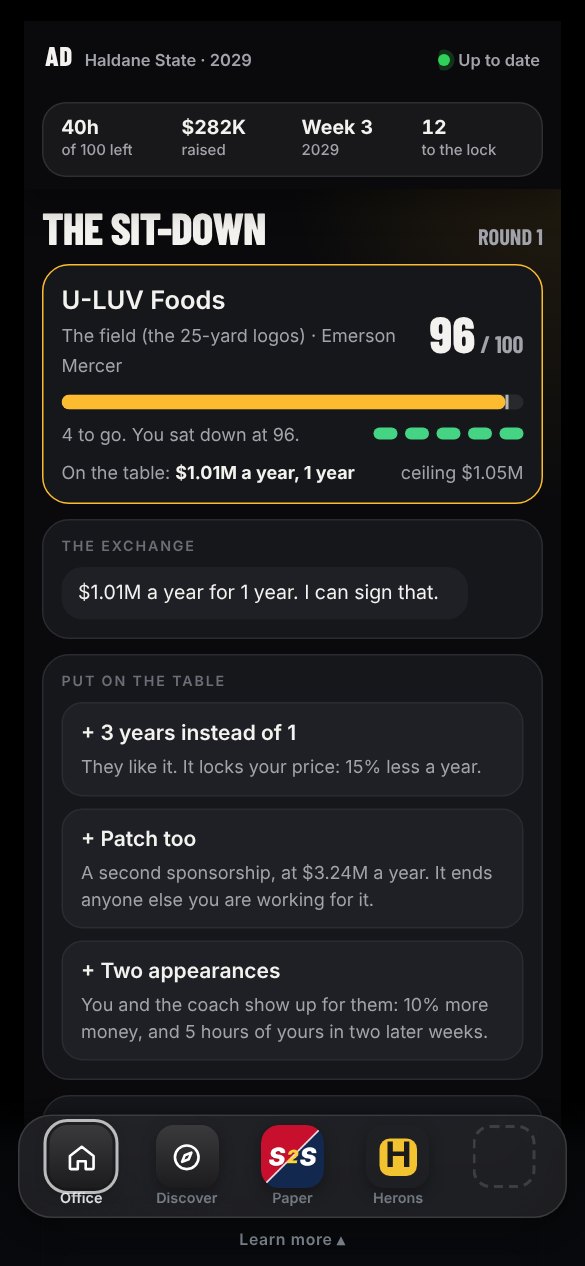 AD Haldane State · 2029
Up to date
40h
of 100 left
$282K
raised
Week 3
2029
12
to the lock
THE SIT-DOWN
ROUND 1
U-LUV Foods
The field (the 25-yard logos) · Emerson
Mercer
96 / 100
4 to go. You sat down at 96.
On the table: $1.01M a year, 1 year
ceiling $1.05M
THE EXCHANGE
$1.01M a year for 1 year. I can sign that.
PUT ON THE TABLE
+ 3 years instead of 1
They like it. It locks your price: 15% less a year.
+ Patch too
A second sponsorship, at $3.24M a year. It ends
anyone else you are working for it.
+ Two appearances
You and the coach show up for them: 10% more
money, and 5 hours of yours in two later weeks.
Office
Discover
S2S
Paper
H
Herons
Learn more ▴